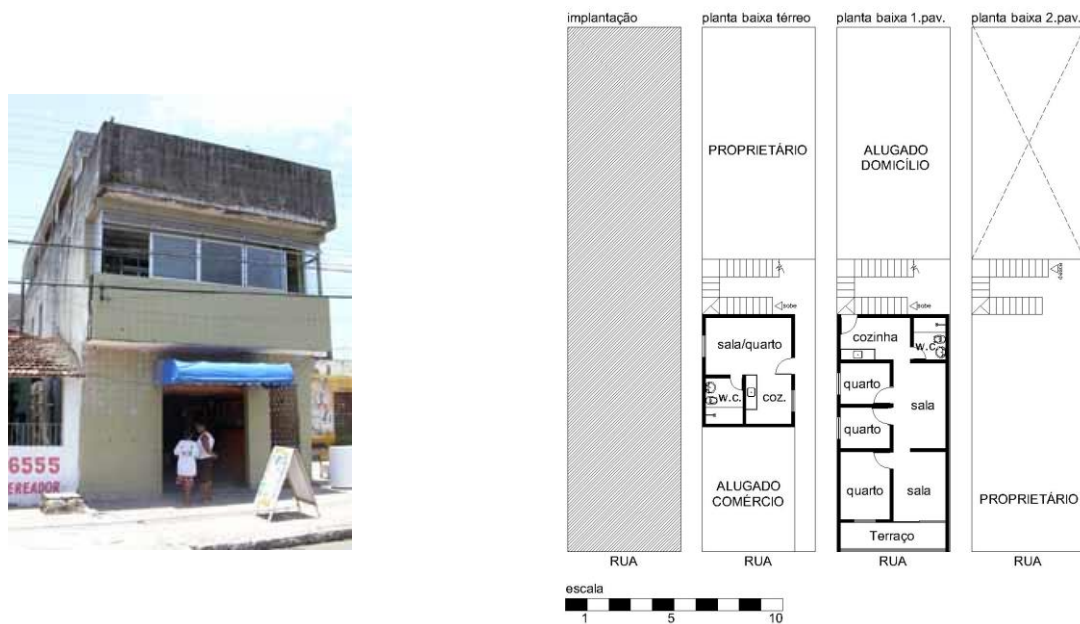 implantação
planta baixa térreo
planta baixa 1.pav.
planta baixa 2.pav.
PROPRIETÁRIO
ALUGADO
DOMICÍLIO
sobe
sobe
sala/quarto
w.c.
coz.
ALUGADO
COMÉRCIO
cozinha
w.c.
quarto
sala
quarto
quarto
sala
Terraço
PROPRIETÁRIO
RUA
RUA
RUA
RUA
escala
1 5 10
6555
EREADOR